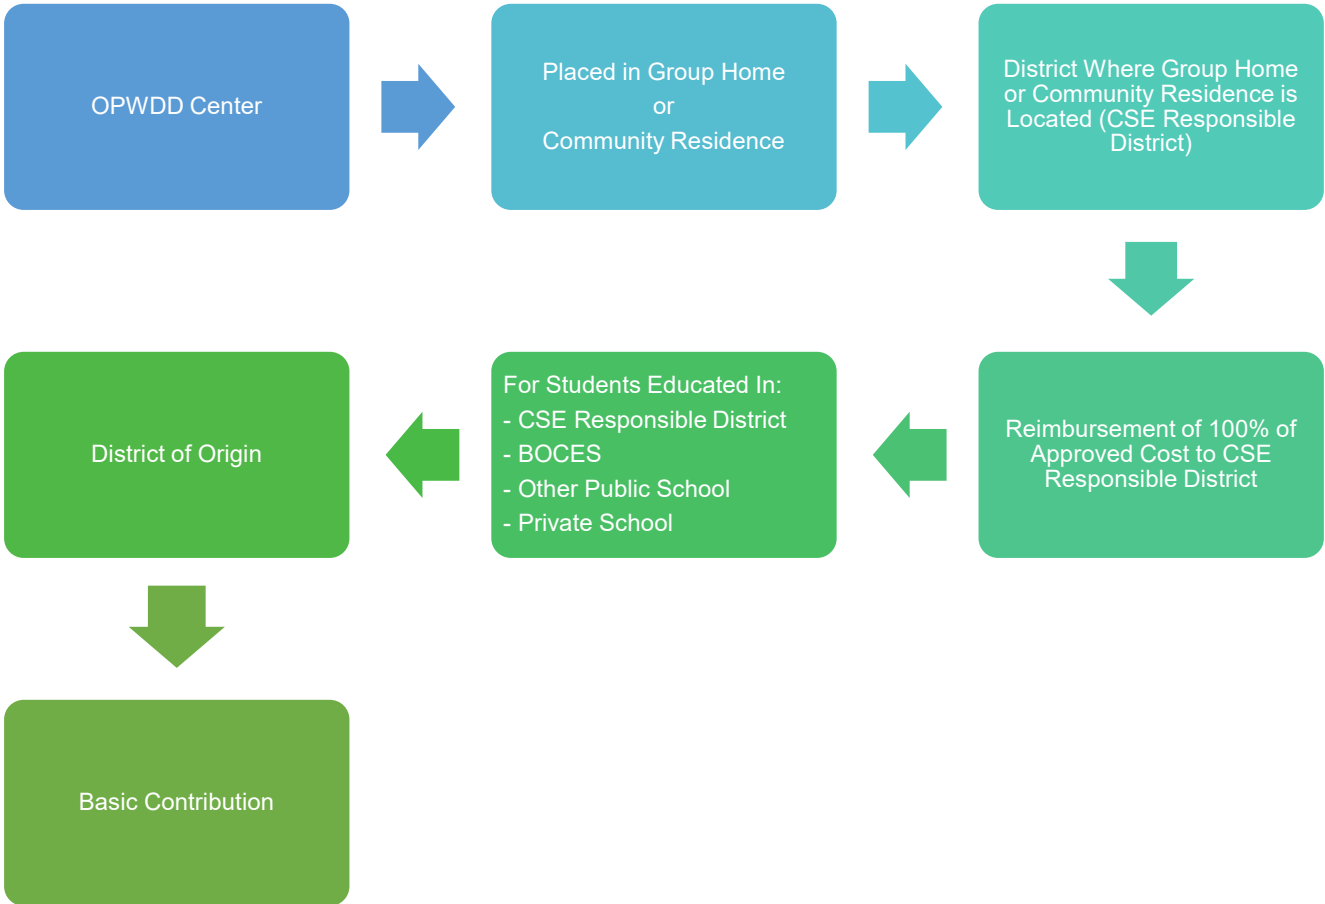 OPWDD Center
Placed in Group Home
or
Community Residence
District Where Group Home
or Community Residence is
Located (CSE Responsible
District)
Reimbursement of 100% of
Approved Cost to CSE
Responsible District
For Students Educated In:
- CSE Responsible District
- BOCES
- Other Public School
- Private School
District of Origin
Basic Contribution